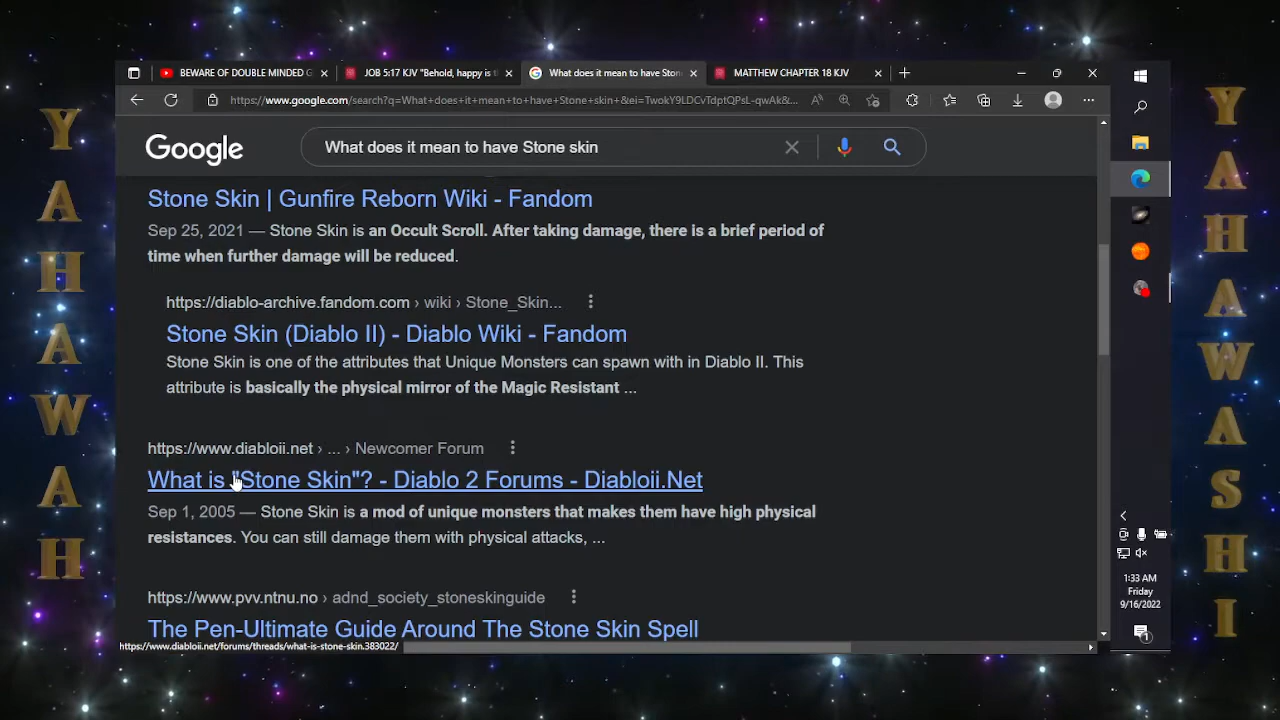 BEWARE OF DOUBLE MINDED G
JOB 5:17 KJV "Behold, happy is t
What does it mean to have Ston
MATTHEW CHAPTER 18 KJV
https://www.google.com/search?q=What+does+it+mean+to+have+Stone+skin+&ei=TwokY9LDCvTdptQPsL-qwAk&...
Google
What does it mean to have Stone skin
Stone Skin | Gunfire Reborn Wiki - Fandom
Sep 25, 2021 — Stone Skin is an Occult Scroll. After taking damage, there is a brief period of
time when further damage will be reduced.
https://diablo-archive.fandom.com › wiki › Stone_Skin...
Stone Skin (Diablo II) - Diablo Wiki - Fandom
Stone Skin is one of the attributes that Unique Monsters can spawn with in Diablo II. This
attribute is basically the physical mirror of the Magic Resistant ...
https://www.diabloii.net › ... › Newcomer Forum
What is "Stone Skin"? - Diablo 2 Forums - Diabloii.Net
Sep 1, 2005 — Stone Skin is a mod of unique monsters that makes them have high physical
resistances. You can still damage them with physical attacks, ...
https://www.pvv.ntnu.no › adnd_society_stoneskinguide
The Pen-Ultimate Guide Around The Stone Skin Spell
https://www.diabloii.net/forums/threads/what-is-stone-skin.383022/
1:33 AM
Friday
9/16/2022
1
YAHAWAH
YAHAWASHI